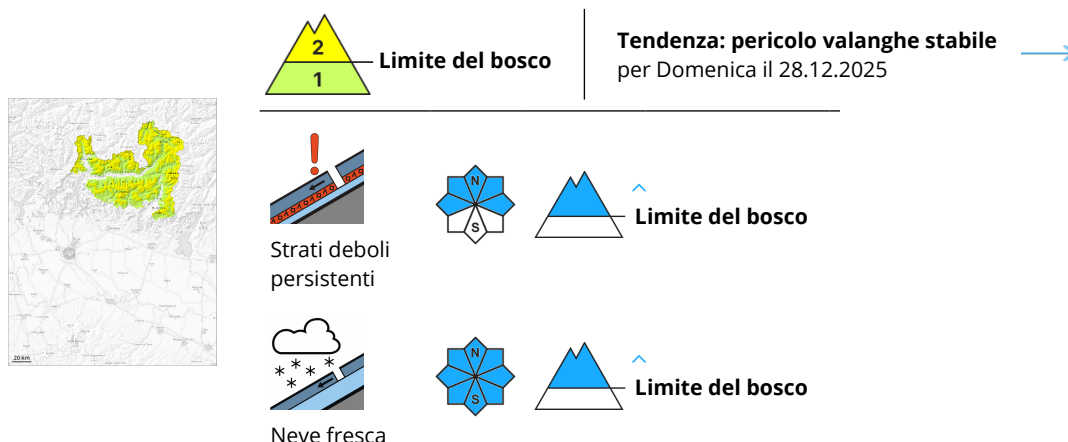 2
1
Limite del bosco
Tendenza: pericolo valanghe stabile
per Domenica il 28.12.2025
20 km
N
S
Limite del bosco
Strati deboli
persistenti
N
S
Limite del bosco
Neve fresca